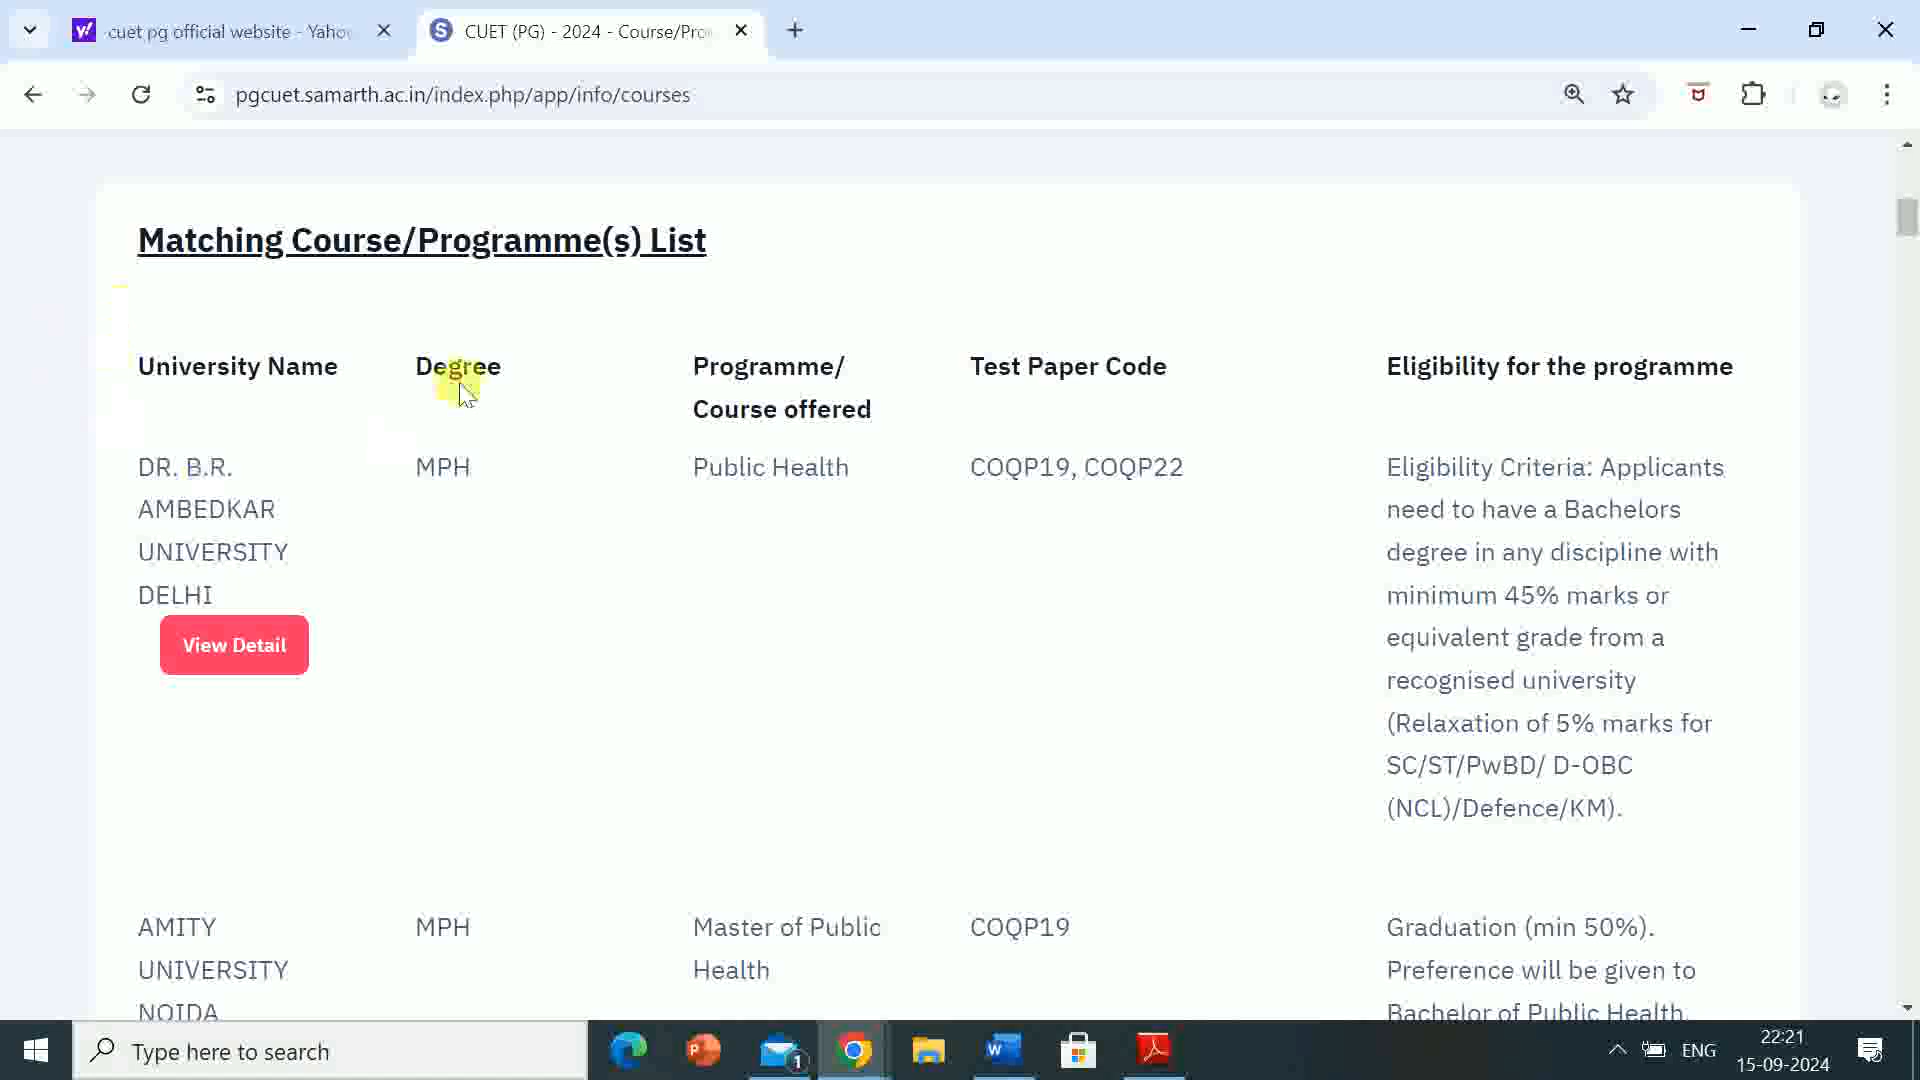 cuet pg official website - Yaho
CUET (PG) - 2024 - Course/Pro
pgcuet.samarth.ac.in/index.php/app/info/courses
Matching Course/Programme(s) List
University Name
Degree
Programme/
Course offered
Test Paper Code
Eligibility for the programme
DR. B.R.
AMBEDKAR
UNIVERSITY
DELHI
View Detail
MPH
Public Health
COQP19, COQP22
Eligibility Criteria: Applicants
need to have a Bachelors
degree in any discipline with
minimum 45% marks or
equivalent grade from a
recognised university
(Relaxation of 5% marks for
SC/ST/PwBD/ D-OBC
(NCL)/Defence/KM).
AMITY
UNIVERSITY
NOIDA
MPH
Master of Public
Health
COQP19
Graduation (min 50%).
Preference will be given to
Bachelor of Public Health,
Type here to search
1
ENG
22:21
15-09-2024